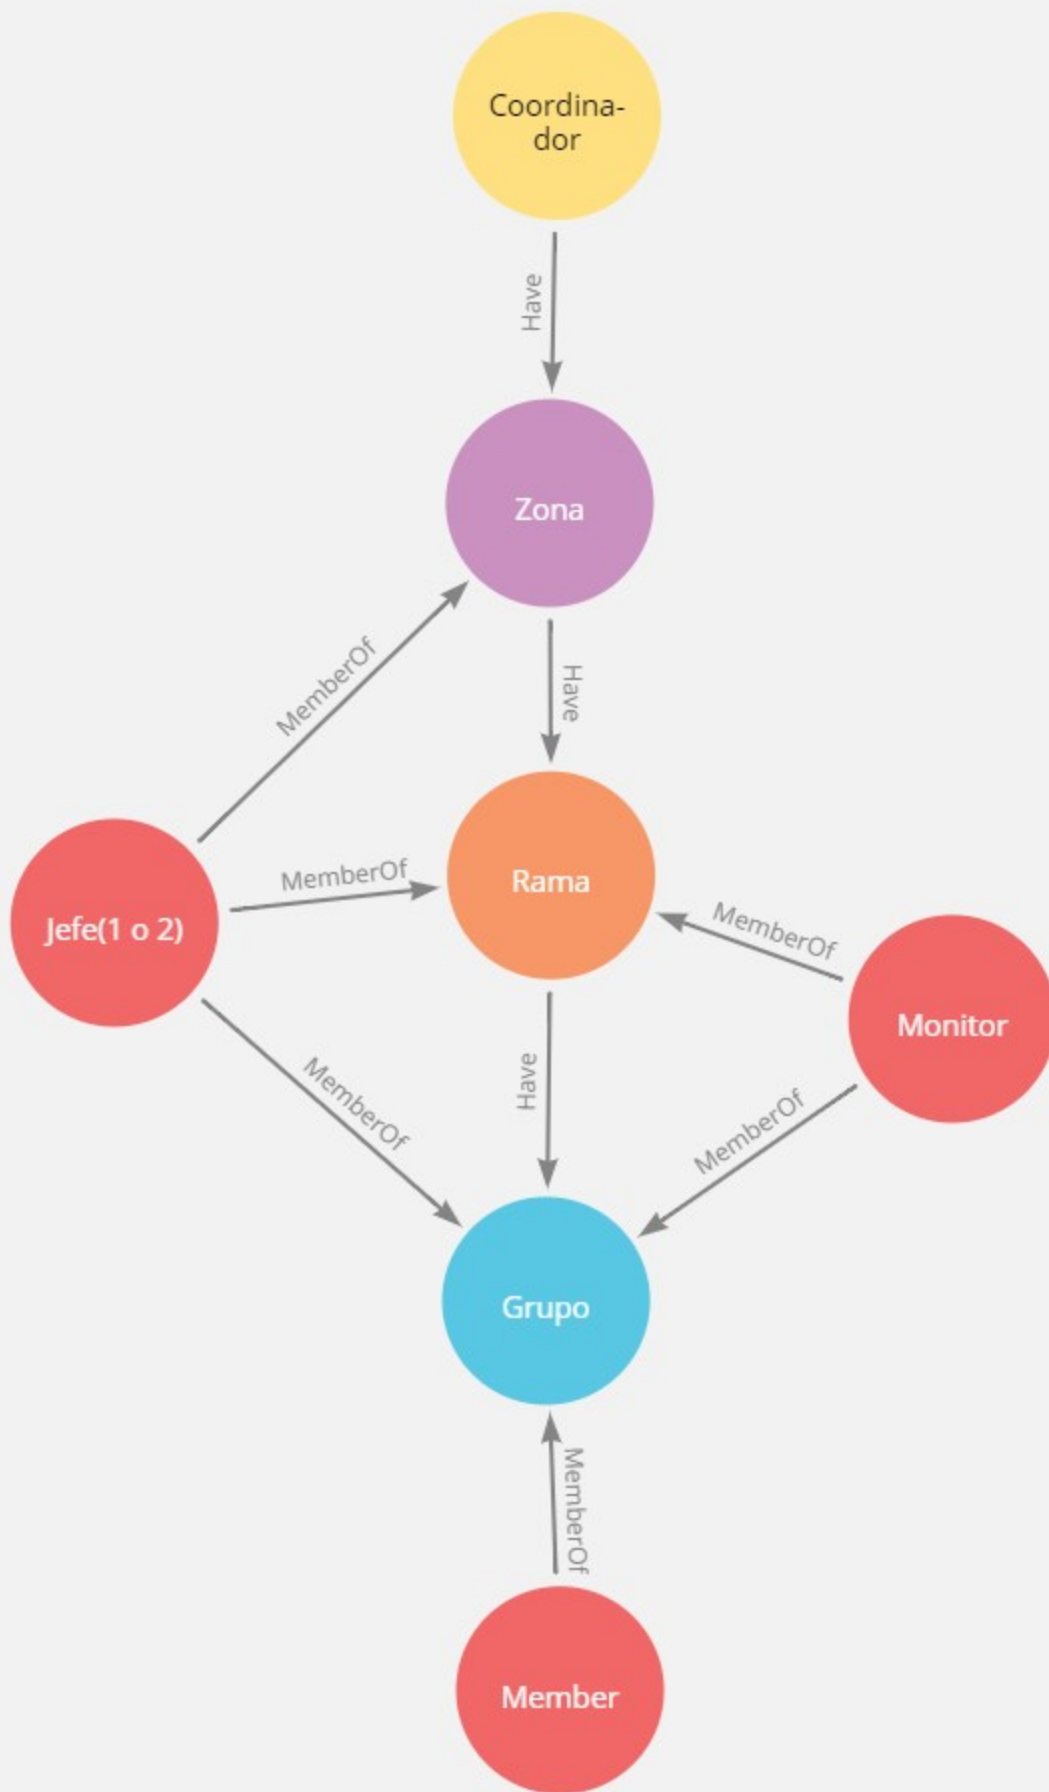 Coordina-
dor
Have
Zona
MemberOf
Have
Rama
MemberOf
Jefe(1 o 2)
MemberOf
Monitor
MemberOf
Have
MemberOf
Grupo
MemberOf
Member